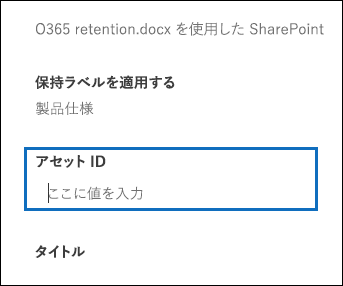 O365 retention.docx を使用した SharePoint
保持ラベルを適用する
製品仕様
アセット ID
ここに値を入力
タイトル